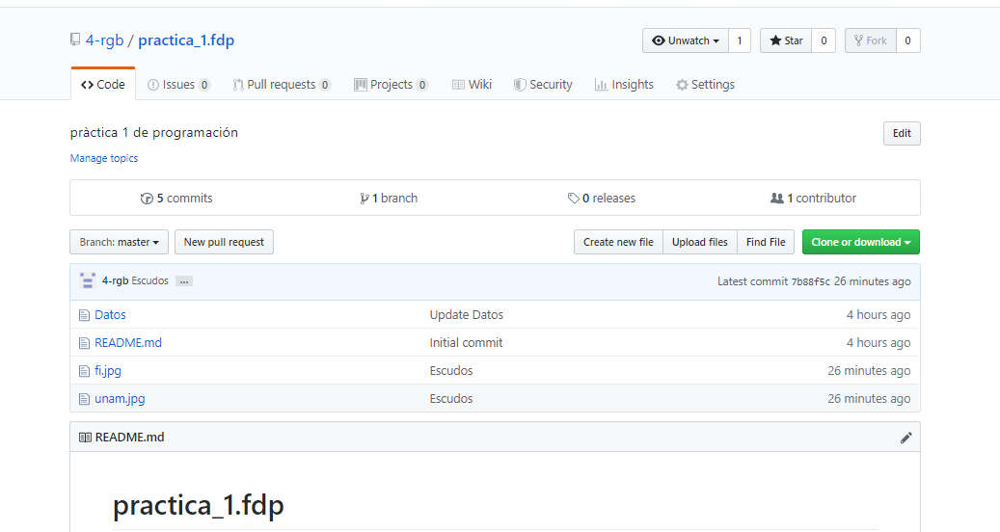 4-rgb / practica_1.fdp Unwatch 1 Star 0 Fork 0
Code Issues 0 Pull requests 0 Projects 0 Wiki Security Insights Settings
pràctica 1 de programación Edit
Manage topics
5 commits 1 branch 0 releases 1 contributor
Branch: master New pull request Create new file Upload files Find File Clone or download
4-rgb Escudos ... Latest commit 7b88f5c 26 minutes ago
Datos Update Datos 4 hours ago
README.md Initial commit 4 hours ago
fi.jpg Escudos 26 minutes ago
unam.jpg Escudos 26 minutes ago
README.md
practica_1.fdp